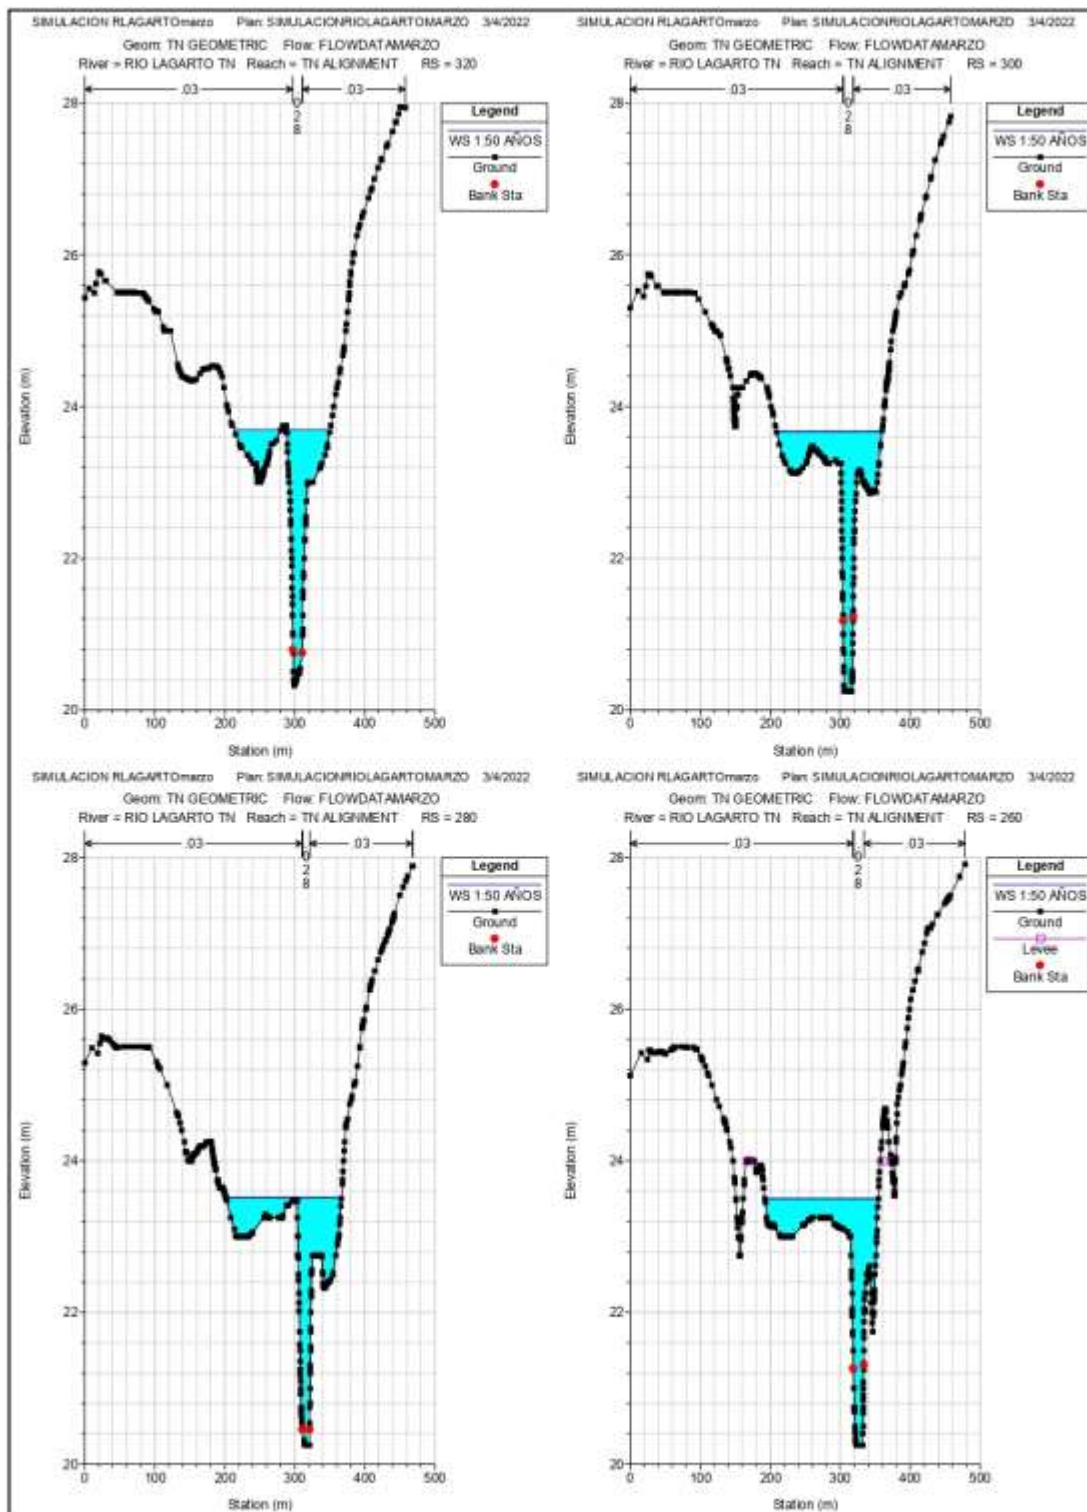 SIMULACION RLAGARTOmarzo Plan: SIMULACIONRIOLAGARTOMARZO 3/4/2022
Geom: TN GEOMETRIC Flow: FLOWDATAMARZO
River = RIO LAGARTO TN Reach = TN ALIGNMENT RS = 320
.03 .028 .03
Legend
WS 1:50 AÑOS
Ground
Bank Sta
28
26
24
22
20
Elevation (m)
0 100 200 300 400 500
Station (m)
SIMULACION RLAGARTOmarzo Plan: SIMULACIONRIOLAGARTOMARZO 3/4/2022
Geom: TN GEOMETRIC Flow: FLOWDATAMARZO
River = RIO LAGARTO TN Reach = TN ALIGNMENT RS = 300
.03 .028 .03
Legend
WS 1:50 AÑOS
Ground
Bank Sta
28
26
24
22
20
Elevation (m)
0 100 200 300 400 500
Station (m)
SIMULACION RLAGARTOmarzo Plan: SIMULACIONRIOLAGARTOMARZO 3/4/2022
Geom: TN GEOMETRIC Flow: FLOWDATAMARZO
River = RIO LAGARTO TN Reach = TN ALIGNMENT RS = 280
.03 .028 .03
Legend
WS 1:50 AÑOS
Ground
Bank Sta
28
26
24
22
20
Elevation (m)
0 100 200 300 400 500
Station (m)
SIMULACION RLAGARTOmarzo Plan: SIMULACIONRIOLAGARTOMARZO 3/4/2022
Geom: TN GEOMETRIC Flow: FLOWDATAMARZO
River = RIO LAGARTO TN Reach = TN ALIGNMENT RS = 260
.03 .028 .03
Legend
WS 1:50 AÑOS
Ground
Levee
Bank Sta
28
26
24
22
20
Elevation (m)
0 100 200 300 400 500
Station (m)